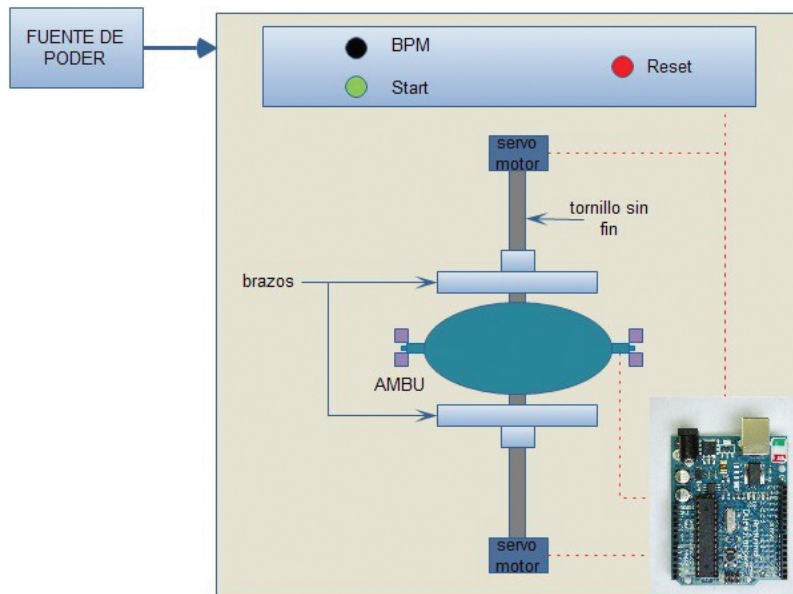 FUENTE DE
PODER
BPM
Start
Reset
servo
motor
tornillo sin
fin
brazos
AMBU
servo
motor